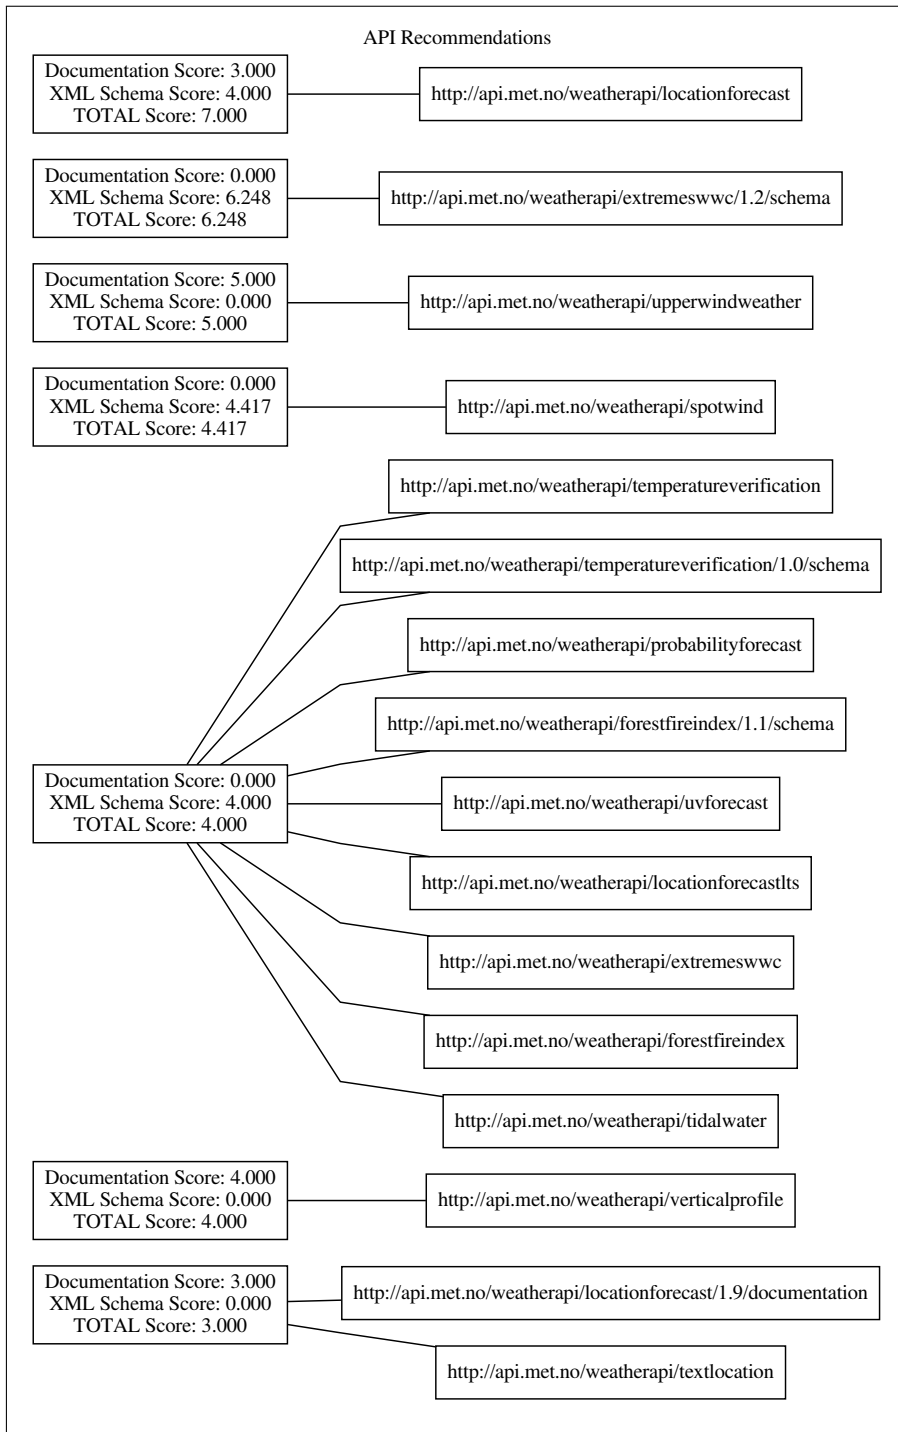 API Recommendations
Documentation Score: 3.000
XML Schema Score: 4.000
TOTAL Score: 7.000
http://api.met.no/weatherapi/locationforecast
Documentation Score: 0.000
XML Schema Score: 6.248
TOTAL Score: 6.248
http://api.met.no/weatherapi/extremeswwc/1.2/schema
Documentation Score: 5.000
XML Schema Score: 0.000
TOTAL Score: 5.000
http://api.met.no/weatherapi/upperwindweather
Documentation Score: 0.000
XML Schema Score: 4.417
TOTAL Score: 4.417
http://api.met.no/weatherapi/spotwind
Documentation Score: 0.000
XML Schema Score: 4.000
TOTAL Score: 4.000
http://api.met.no/weatherapi/temperatureverification
http://api.met.no/weatherapi/temperatureverification/1.0/schema
http://api.met.no/weatherapi/probabilityforecast
http://api.met.no/weatherapi/forestfireindex/1.1/schema
http://api.met.no/weatherapi/uvforecast
http://api.met.no/weatherapi/locationforecastlts
http://api.met.no/weatherapi/extremeswwc
http://api.met.no/weatherapi/forestfireindex
http://api.met.no/weatherapi/tidalwater
Documentation Score: 4.000
XML Schema Score: 0.000
TOTAL Score: 4.000
http://api.met.no/weatherapi/verticalprofile
Documentation Score: 3.000
XML Schema Score: 0.000
TOTAL Score: 3.000
http://api.met.no/weatherapi/locationforecast/1.9/documentation
http://api.met.no/weatherapi/textlocation